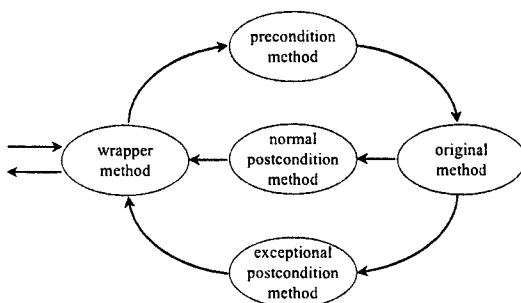 precondition
method
wrapper
method
normal
postcondition
method
original
method
exceptional
postcondition
method